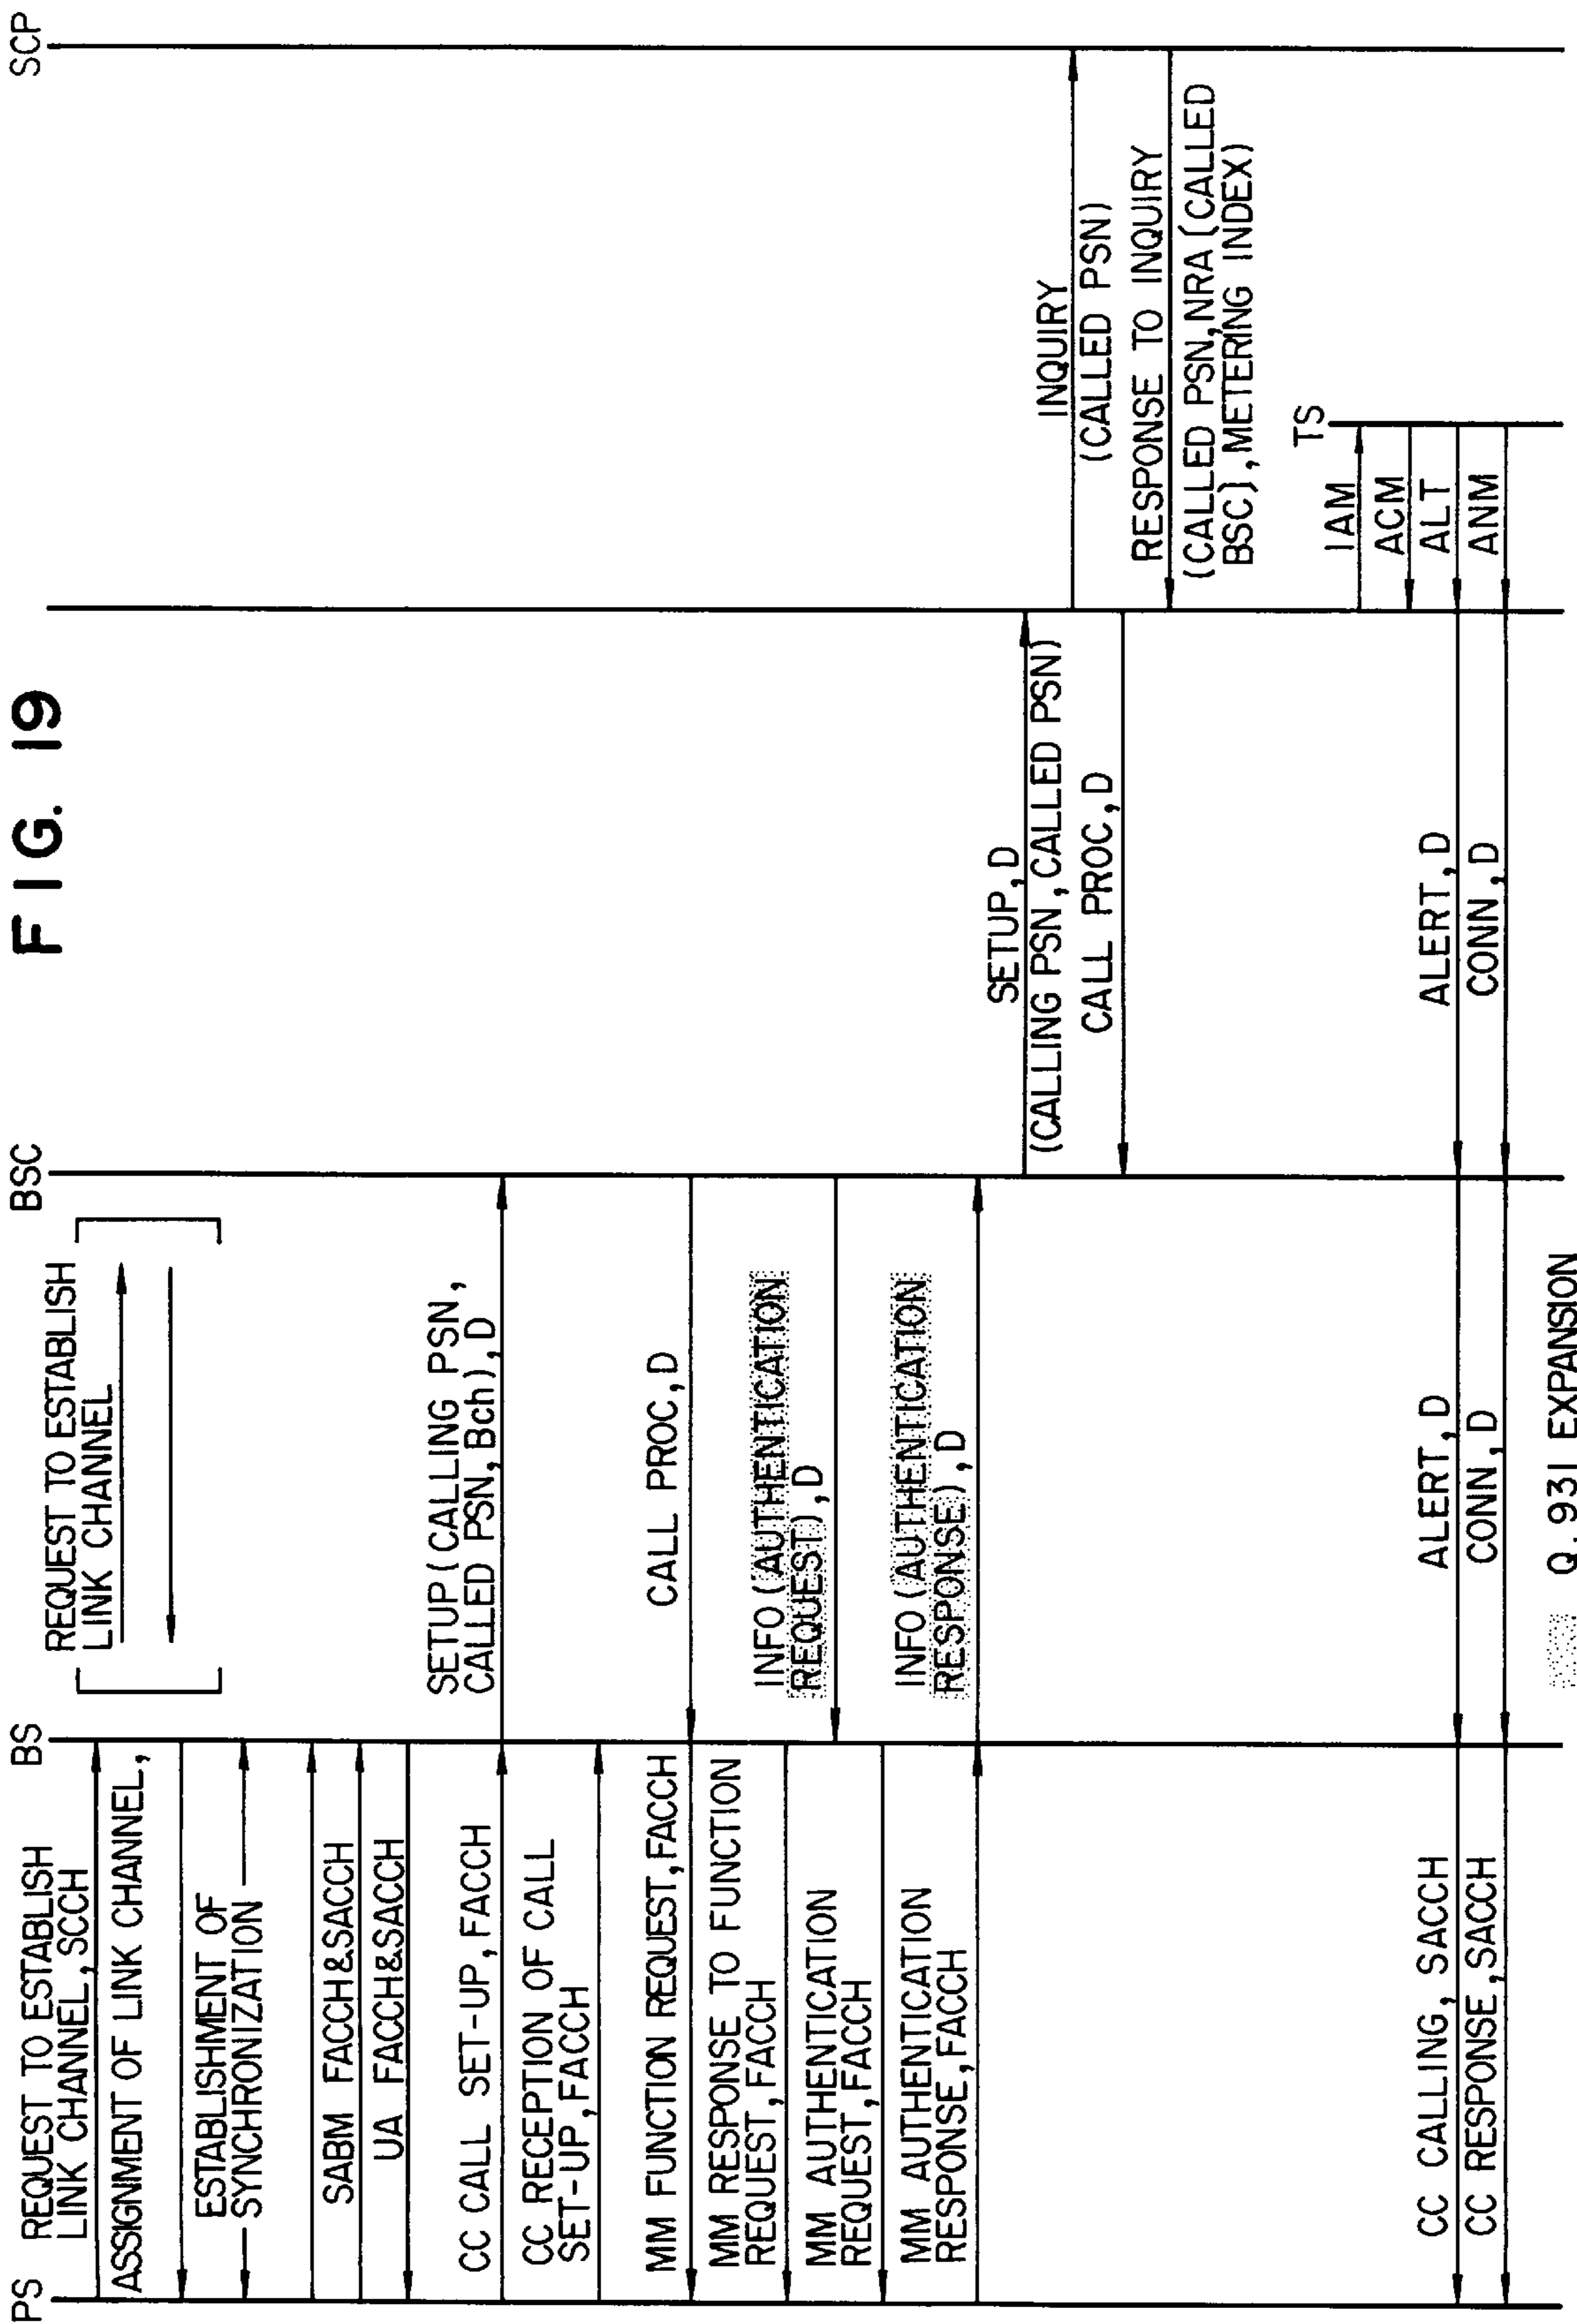 FIG. 19
PS
BS
BSC
SCP
REQUEST TO ESTABLISH
LINK CHANNEL, SCCH
ASSIGNMENT OF LINK CHANNEL,
ESTABLISHMENT OF
SYNCHRONIZATION
SABM FACCH&SACCH
UA FACCH&SACCH
CC CALL SET-UP, FACCH
CC RECEPTION OF CALL
SET-UP, FACCH
MM FUNCTION REQUEST, FACCH
MM RESPONSE TO FUNCTION
REQUEST, FACCH
MM AUTHENTICATION
REQUEST, FACCH
MM AUTHENTICATION
RESPONSE, FACCH
CC CALLING, SACCH
CC RESPONSE, SACCH
REQUEST TO ESTABLISH
LINK CHANNEL
SETUP (CALLING PSN,
CALLED PSN, Bch), D
CALL PROC, D
INFO (AUTHENTICATION
REQUEST), D
INFO (AUTHENTICATION
RESPONSE), D
ALERT, D
CONN, D
Q. 931 EXPANSION
SETUP, D
(CALLING PSN, CALLED PSN)
CALL PROC, D
ALERT, D
CONN, D
INQUIRY
(CALLED PSN)
RESPONSE TO INQUIRY
(CALLED PSN, NRA (CALLED
BSC), METERING INDEX)
TS
IAM
ACM
ALT
ANM